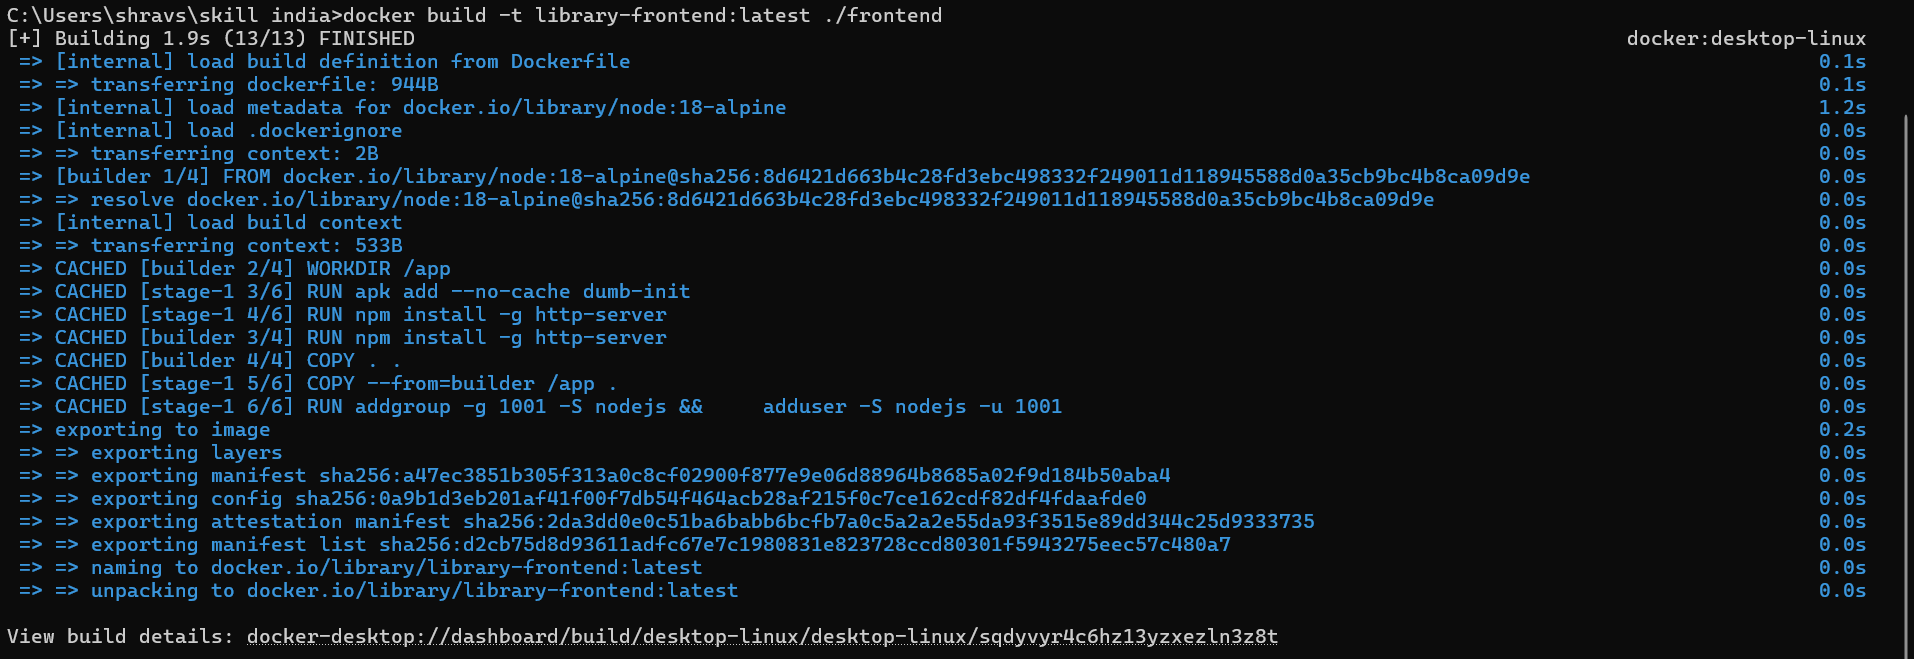 C:\Users\shravs\skill india>docker build -t library-frontend:latest ./frontend
[+] Building 1.9s (13/13) FINISHED docker:desktop-linux
=> [internal] load build definition from Dockerfile 0.1s
=> => transferring dockerfile: 944B 0.1s
=> [internal] load metadata for docker.io/library/node:18-alpine 1.2s
=> [internal] load .dockerignore 0.0s
=> => transferring context: 2B 0.0s
=> [builder 1/4] FROM docker.io/library/node:18-alpine@sha256:8d6421d663b4c28fd3ebc498332f249011d118945588d0a35cb9bc4b8ca09d9e 0.0s
=> => resolve docker.io/library/node:18-alpine@sha256:8d6421d663b4c28fd3ebc498332f249011d118945588d0a35cb9bc4b8ca09d9e 0.0s
=> [internal] load build context 0.0s
=> => transferring context: 533B 0.0s
=> CACHED [builder 2/4] WORKDIR /app 0.0s
=> CACHED [stage-1 3/6] RUN apk add --no-cache dumb-init 0.0s
=> CACHED [stage-1 4/6] RUN npm install -g http-server 0.0s
=> CACHED [builder 3/4] RUN npm install -g http-server 0.0s
=> CACHED [builder 4/4] COPY . . 0.0s
=> CACHED [stage-1 5/6] COPY --from=builder /app . 0.0s
=> CACHED [stage-1 6/6] RUN addgroup -g 1001 -S nodejs &&     adduser -S nodejs -u 1001 0.0s
=> exporting to image 0.2s
=> => exporting layers 0.0s
=> => exporting manifest sha256:a47ec3851b305f313a0c8cf02900f877e9e06d88964b8685a02f9d184b50aba4 0.0s
=> => exporting config sha256:0a9b1d3eb201af41f00f7db54f464acb28af215f0c7ce162cdf82df4fdaafde0 0.0s
=> => exporting attestation manifest sha256:2da3dd0e0c51ba6babb6bcfb7a0c5a2a2e55da93f3515e89dd344c25d9333735 0.0s
=> => exporting manifest list sha256:d2cb75d8d93611adfc67e7c1980831e823728ccd80301f5943275eec57c480a7 0.0s
=> => naming to docker.io/library/library-frontend:latest 0.0s
=> => unpacking to docker.io/library/library-frontend:latest 0.0s
View build details: docker-desktop://dashboard/build/desktop-linux/desktop-linux/sqdyvyr4c6hz13yzxezln3z8t